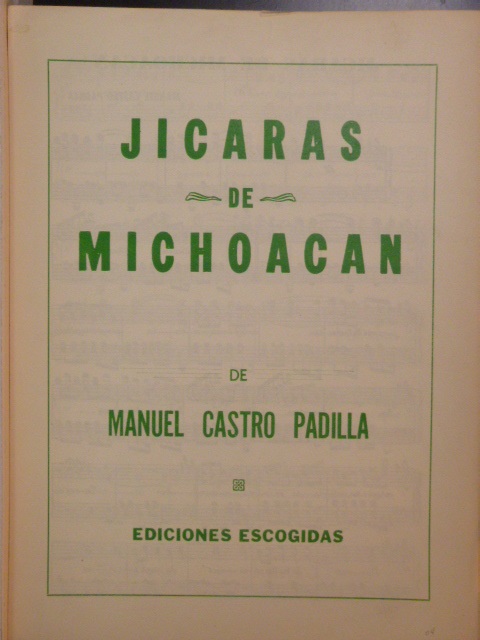 JICARAS
DE
MICHOACAN
DE
MANUEL CASTRO PADILLA
EDICIONES ESCOGIDAS